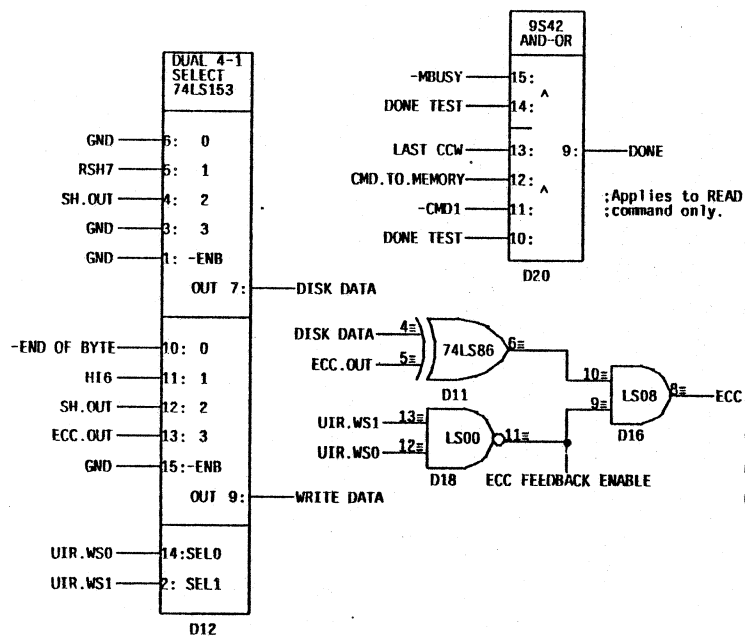 DUAL 4-1
SELECT
74LS153
GND 6: 0
RSH7 5: 1
SH.OUT 4: 2
GND 3: 3
GND 1: -ENB
OUT 7: DISK DATA
-END OF BYTE 10: 0
HI6 11: 1
SH.OUT 12: 2
ECC.OUT 13: 3
GND 15:-ENB
OUT 9: WRITE DATA
UIR.WS0 14:SEL0
UIR.WS1 2: SEL1
D12
9S42
AND-OR
-MBUSY 15:
^
DONE TEST 14:
LAST CCW 13: 9: DONE
CMD.TO.MEMORY 12:
^
-CMD1 11:
DONE TEST 10:
;Applies to READ
;command only.
D20
DISK DATA 4≡ 6≡
ECC.OUT 5≡ 74LS86
D11
UIR.WS1 13≡
UIR.WS0 12≡ LS00 11≡
D18 ECC FEEDBACK ENABLE
10≡ 8≡ ECC
9≡ LS08
D16